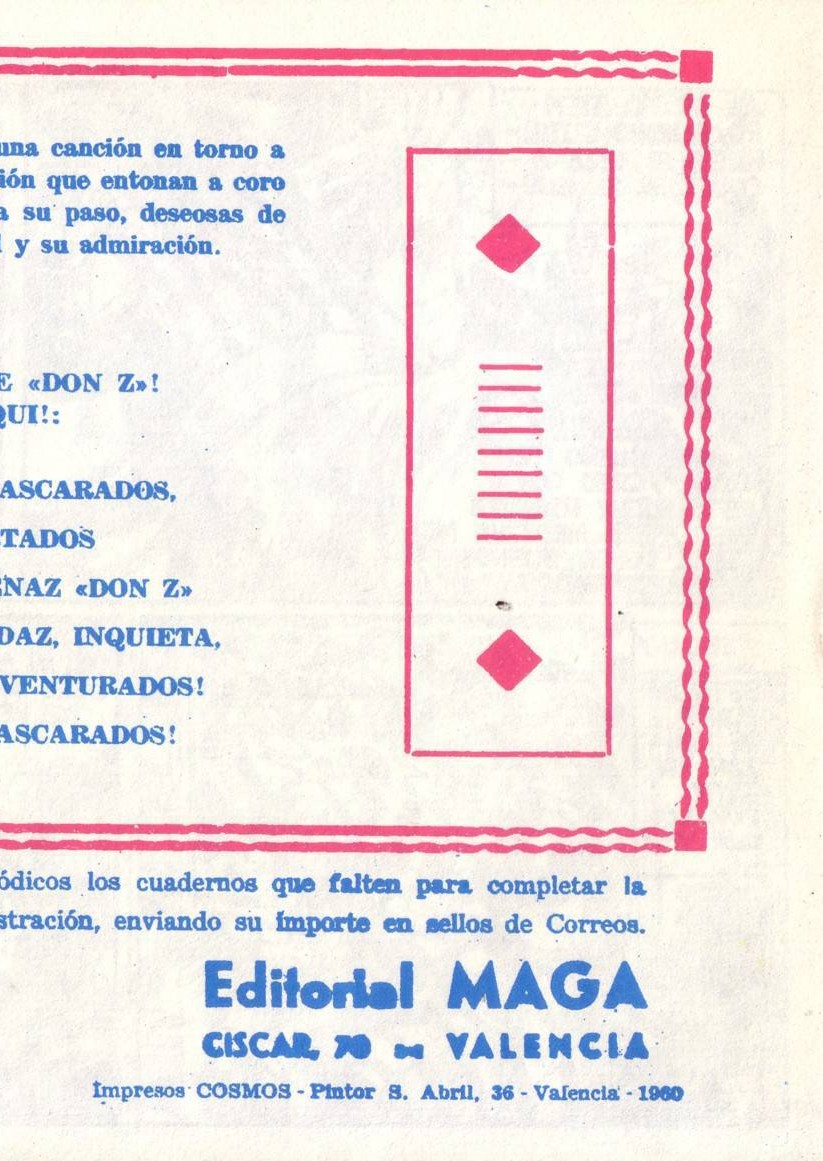 una canción en torno a
ión que entonan a coro
a su paso, deseosas de
y su admiración.
E «DON Z»!
QUI!:
ASCARADOS,
TADOS
ENAZ «DON Z»
DAZ, INQUIETA,
VENTURADOS!
ASCARADOS!
ódicos los cuadernos que falten para completar la
stración, enviando su importe en sellos de Correos.
Editorial MAGA
CISCAR, 70 - VALENCIA
Impresos COSMOS - Pintor S. Abril, 36 - Valencia - 1960